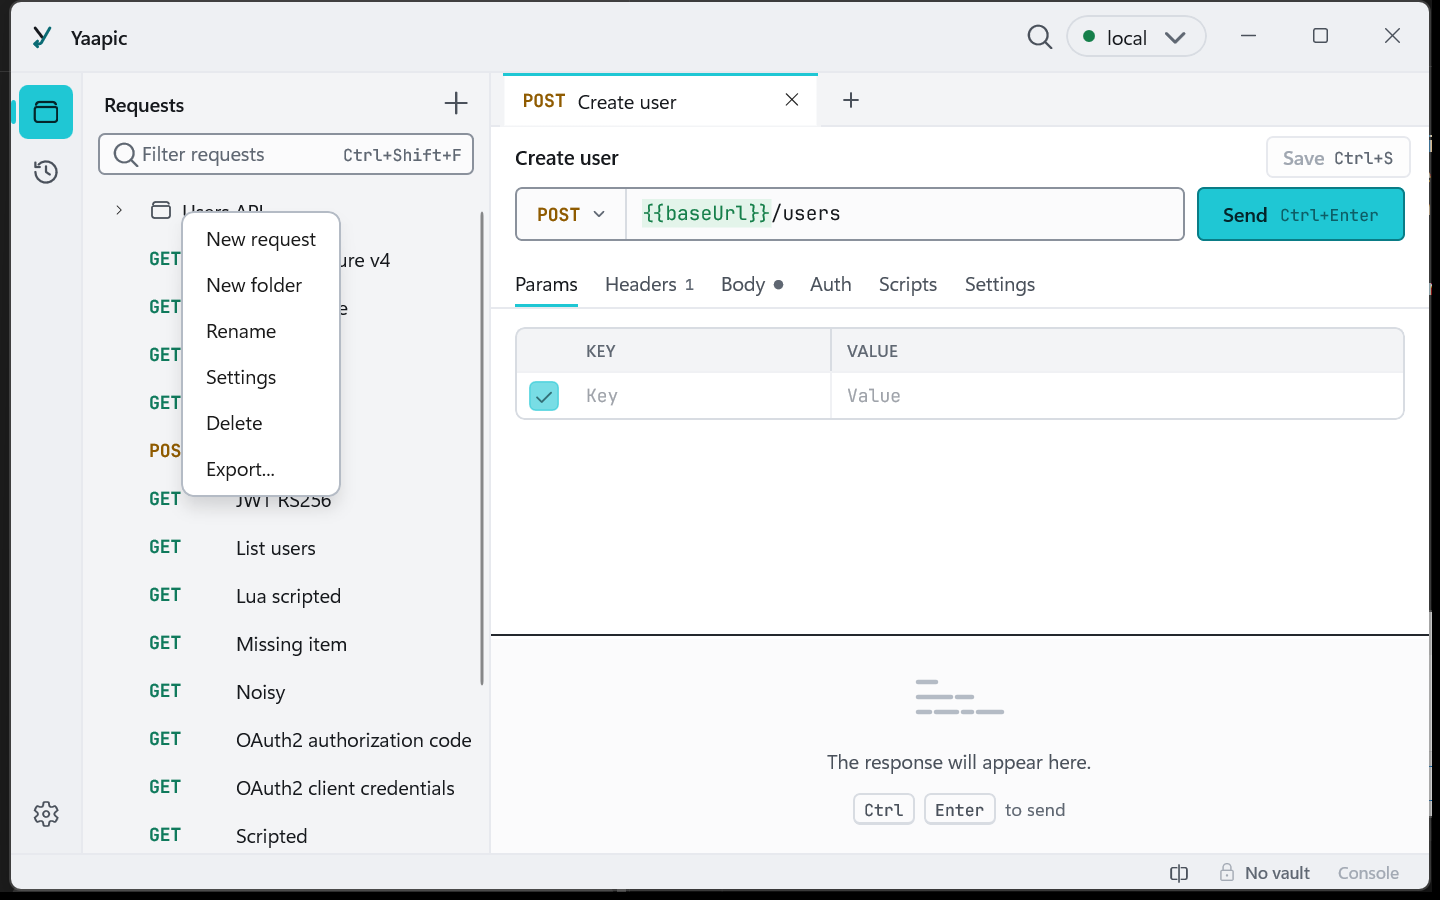 Yaapic
local
Requests
POST Create user
Filter requests Ctrl+Shift+F
Create user
Save Ctrl+S
POST
{{baseUrl}}/users
Send Ctrl+Enter
Users API
New request
New folder
Rename
Settings
Delete
Export...
GET ure v4
GET e
GET
GET
POS
GET JWT RS256
GET List users
GET Lua scripted
GET Missing item
GET Noisy
GET OAuth2 authorization code
GET OAuth2 client credentials
GET Scripted
Params Headers 1 Body Auth Scripts Settings
KEY VALUE
Key Value
The response will appear here.
Ctrl Enter to send
No vault Console